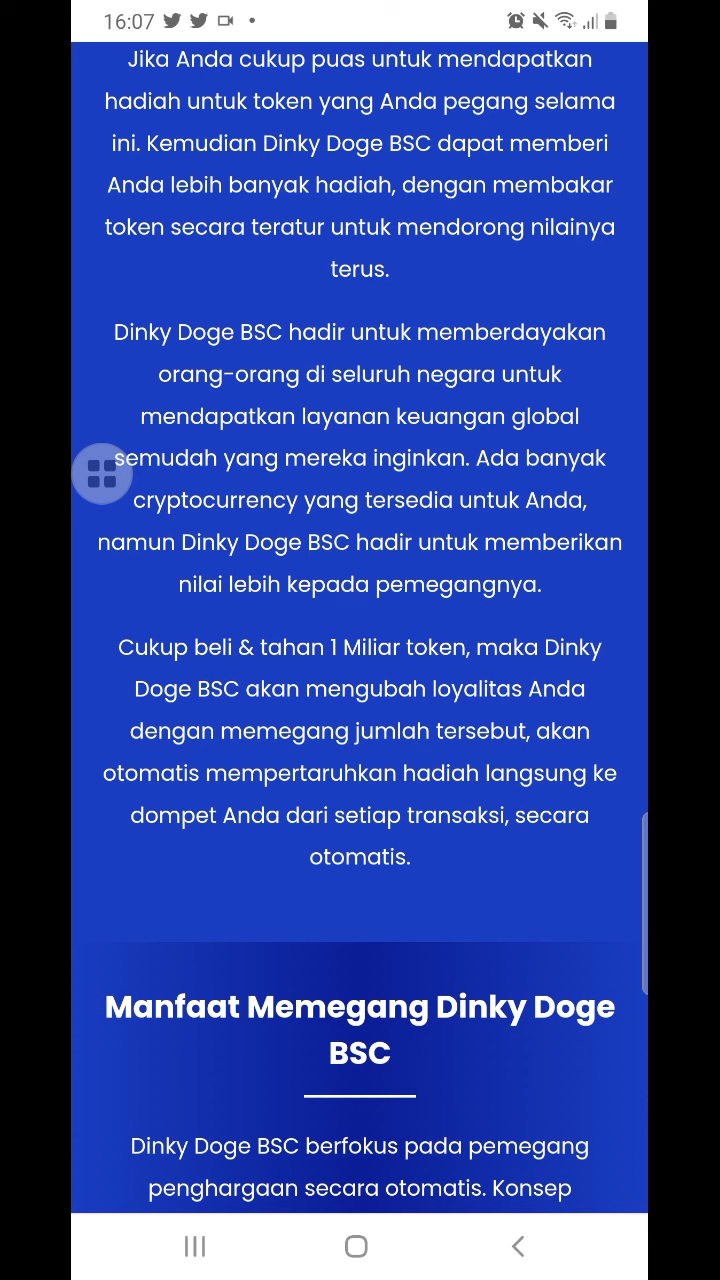 16:07
Jika Anda cukup puas untuk mendapatkan
hadiah untuk token yang Anda pegang selama
ini. Kemudian Dinky Doge BSC dapat memberi
Anda lebih banyak hadiah, dengan membakar
token secara teratur untuk mendorong nilainya
terus.
Dinky Doge BSC hadir untuk memberdayakan
orang-orang di seluruh negara untuk
mendapatkan layanan keuangan global
semudah yang mereka inginkan. Ada banyak
cryptocurrency yang tersedia untuk Anda,
namun Dinky Doge BSC hadir untuk memberikan
nilai lebih kepada pemegangnya.
Cukup beli & tahan 1 Miliar token, maka Dinky
Doge BSC akan mengubah loyalitas Anda
dengan memegang jumlah tersebut, akan
otomatis mempertaruhkan hadiah langsung ke
dompet Anda dari setiap transaksi, secara
otomatis.
Manfaat Memegang Dinky Doge
BSC
Dinky Doge BSC berfokus pada pemegang
penghargaan secara otomatis. Konsep